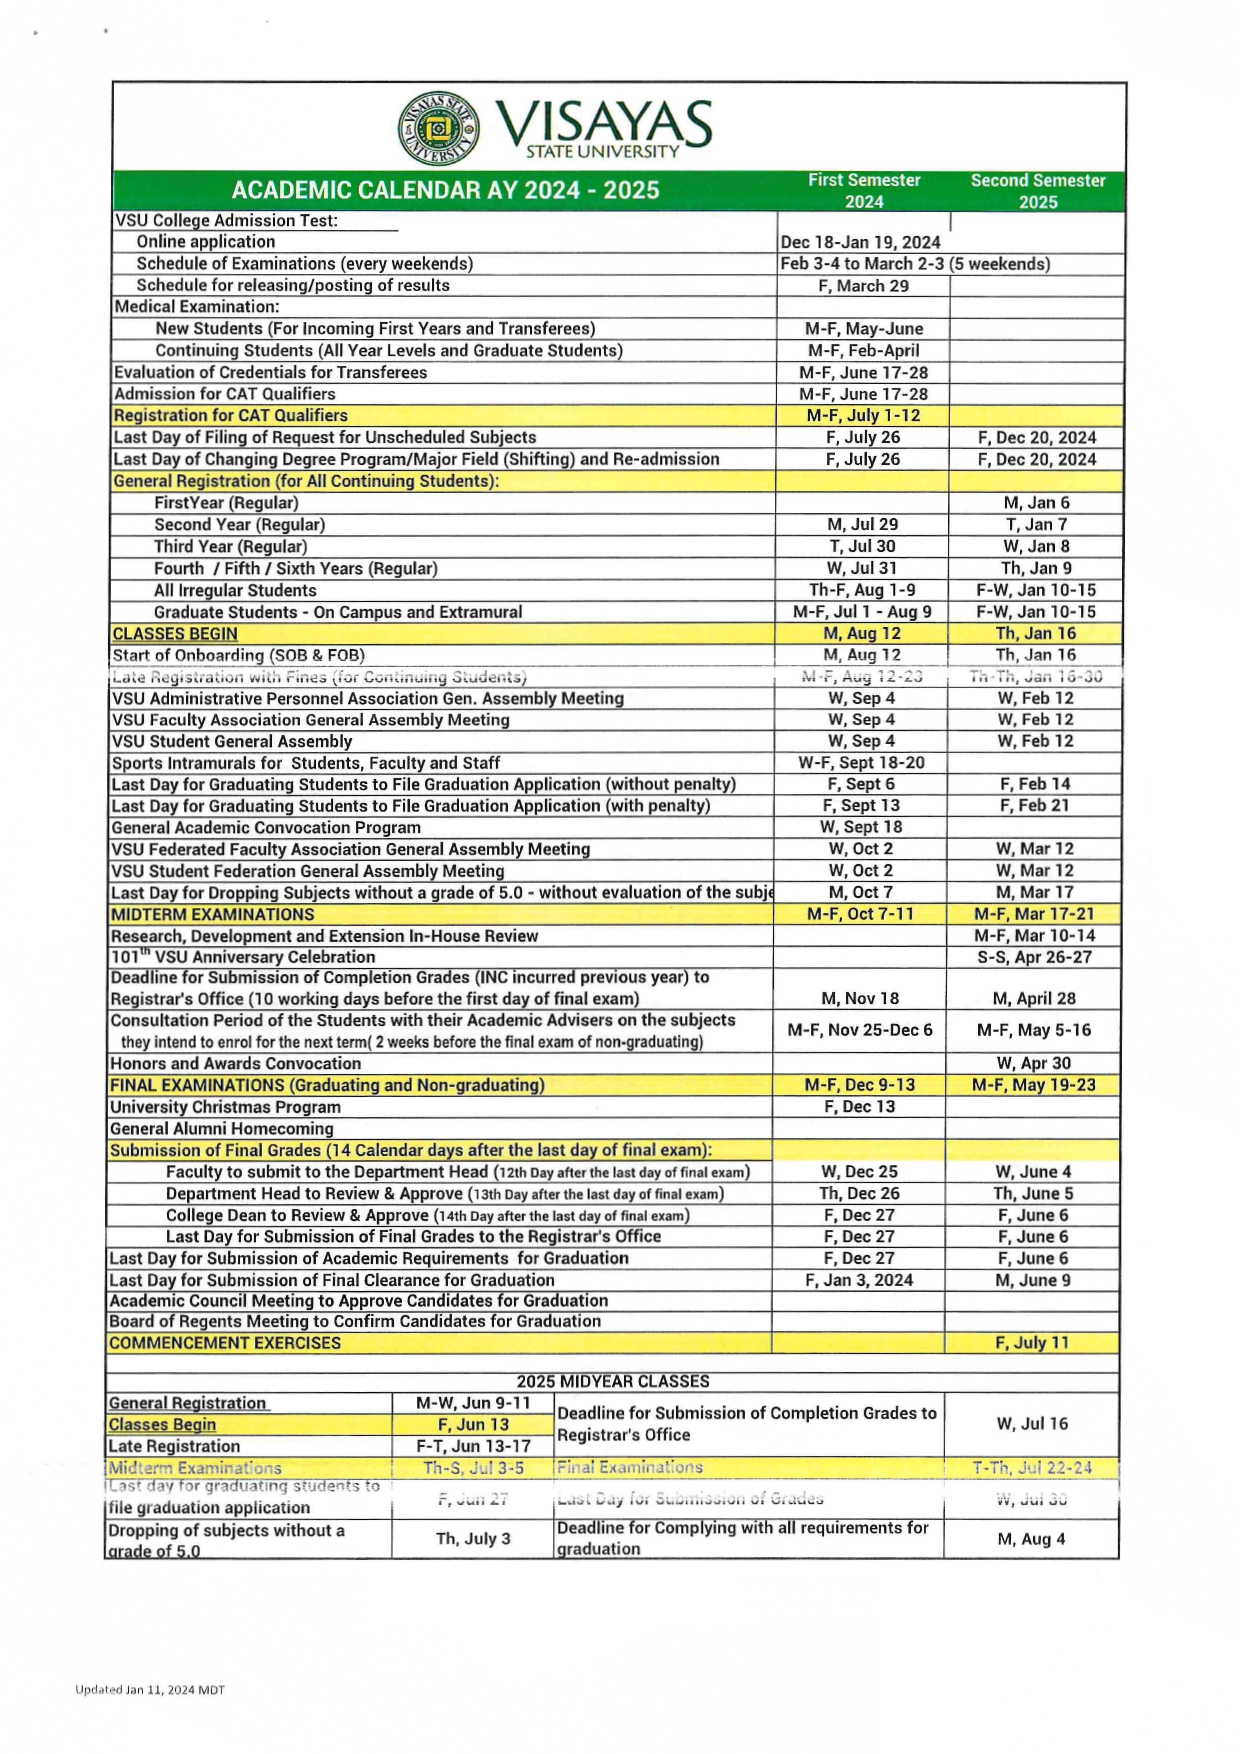 VISAYAS
STATE UNIVERSITY
ACADEMIC CALENDAR AY 2024 - 2025 First Semester 2024 Second Semester 2025
VSU College Admission Test:
Online application Dec 18-Jan 19, 2024
Schedule of Examinations (every weekends) Feb 3-4 to March 2-3 (5 weekends)
Schedule for releasing/posting of results F, March 29
Medical Examination:
New Students (For Incoming First Years and Transferees) M-F, May-June
Continuing Students (All Year Levels and Graduate Students) M-F, Feb-April
Evaluation of Credentials for Transferees M-F, June 17-28
Admission for CAT Qualifiers M-F, June 17-28
Registration for CAT Qualifiers M-F, July 1-12
Last Day of Filing of Request for Unscheduled Subjects F, July 26 F, Dec 20, 2024
Last Day of Changing Degree Program/Major Field (Shifting) and Re-admission F, July 26 F, Dec 20, 2024
General Registration (for All Continuing Students):
FirstYear (Regular) M, Jan 6
Second Year (Regular) M, Jul 29 T, Jan 7
Third Year (Regular) T, Jul 30 W, Jan 8
Fourth / Fifth / Sixth Years (Regular) W, Jul 31 Th, Jan 9
All Irregular Students Th-F, Aug 1-9 F-W, Jan 10-15
Graduate Students - On Campus and Extramural M-F, Jul 1 - Aug 9 F-W, Jan 10-15
CLASSES BEGIN M, Aug 12 Th, Jan 16
Start of Onboarding (SOB & FOB) M, Aug 12 Th, Jan 16
Late Registration with Fines (for Continuing Students) M-F, Aug 12-23 Th-Th, Jan 16-30
VSU Administrative Personnel Association Gen. Assembly Meeting W, Sep 4 W, Feb 12
VSU Faculty Association General Assembly Meeting W, Sep 4 W, Feb 12
VSU Student General Assembly W, Sep 4 W, Feb 12
Sports Intramurals for Students, Faculty and Staff W-F, Sept 18-20
Last Day for Graduating Students to File Graduation Application (without penalty) F, Sept 6 F, Feb 14
Last Day for Graduating Students to File Graduation Application (with penalty) F, Sept 13 F, Feb 21
General Academic Convocation Program W, Sept 18
VSU Federated Faculty Association General Assembly Meeting W, Oct 2 W, Mar 12
VSU Student Federation General Assembly Meeting W, Oct 2 W, Mar 12
Last Day for Dropping Subjects without a grade of 5.0 - without evaluation of the subje M, Oct 7 M, Mar 17
MIDTERM EXAMINATIONS M-F, Oct 7-11 M-F, Mar 17-21
Research, Development and Extension In-House Review M-F, Mar 10-14
101th VSU Anniversary Celebration S-S, Apr 26-27
Deadline for Submission of Completion Grades (INC incurred previous year) to
Registrar's Office (10 working days before the first day of final exam) M, Nov 18 M, April 28
Consultation Period of the Students with their Academic Advisers on the subjects
they intend to enrol for the next term( 2 weeks before the final exam of non-graduating) M-F, Nov 25-Dec 6 M-F, May 5-16
Honors and Awards Convocation W, Apr 30
FINAL EXAMINATIONS (Graduating and Non-graduating) M-F, Dec 9-13 M-F, May 19-23
University Christmas Program F, Dec 13
General Alumni Homecoming
Submission of Final Grades (14 Calendar days after the last day of final exam):
Faculty to submit to the Department Head (12th Day after the last day of final exam) W, Dec 25 W, June 4
Department Head to Review & Approve (13th Day after the last day of final exam) Th, Dec 26 Th, June 5
College Dean to Review & Approve (14th Day after the last day of final exam) F, Dec 27 F, June 6
Last Day for Submission of Final Grades to the Registrar's Office F, Dec 27 F, June 6
Last Day for Submission of Academic Requirements for Graduation F, Dec 27 F, June 6
Last Day for Submission of Final Clearance for Graduation F, Jan 3, 2024 M, June 9
Academic Council Meeting to Approve Candidates for Graduation
Board of Regents Meeting to Confirm Candidates for Graduation
COMMENCEMENT EXERCISES F, July 11
2025 MIDYEAR CLASSES
General Registration M-W, Jun 9-11
Classes Begin F, Jun 13
Late Registration F-T, Jun 13-17
Deadline for Submission of Completion Grades to
Registrar's Office W, Jul 16
Midterm Examinations Th-S, Jul 3-5 Final Examinations T-Th, Jul 22-24
Last day for graduating students to
file graduation application F, Jun 27 Last Day for Submission of Grades W, Jul 30
Dropping of subjects without a
grade of 5.0 Th, July 3
Deadline for Complying with all requirements for
graduation M, Aug 4
Updated Jan 11, 2024 MDT